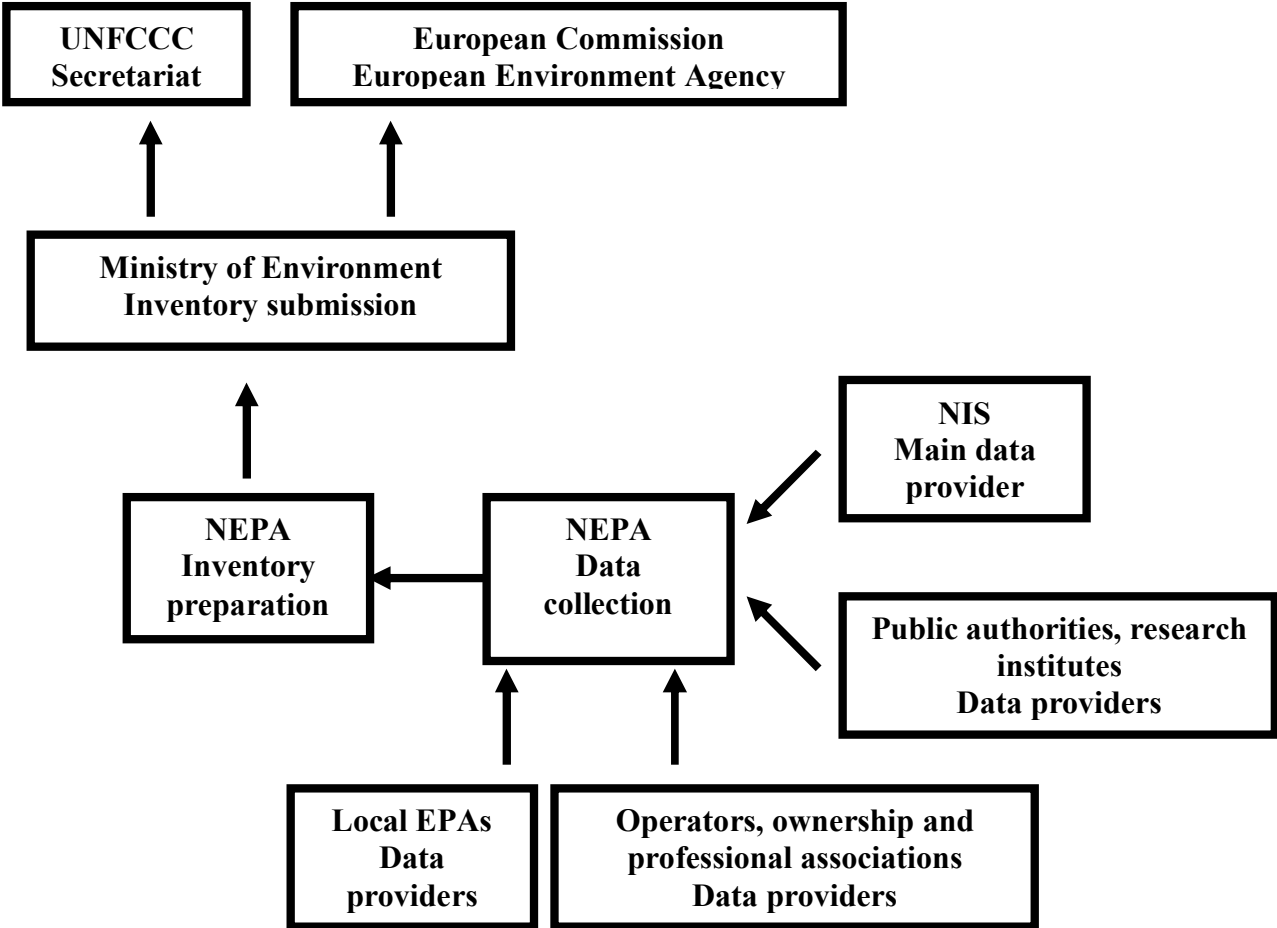 UNFCCC
Secretariat
European Commission
European Environment Agency
Ministry of Environment
Inventory submission
NIS
Main data
provider
NEPA
Inventory
preparation
NEPA
Data
collection
Public authorities, research
institutes
Data providers
Local EPAs
Data
providers
Operators, ownership and
professional associations
Data providers